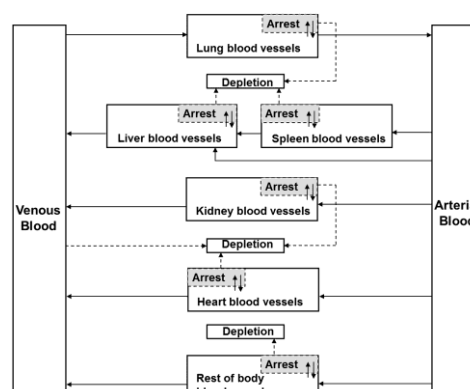 Arrest
Lung blood vessels
Depletion
Arrest
Arrest
Liver blood vessels
Spleen blood vessels
Arrest
Kidney blood vessels
Venous
Blood
Depletion
Arrest
Heart blood vessels
Depletion
Arrest
Rest of body
Blood